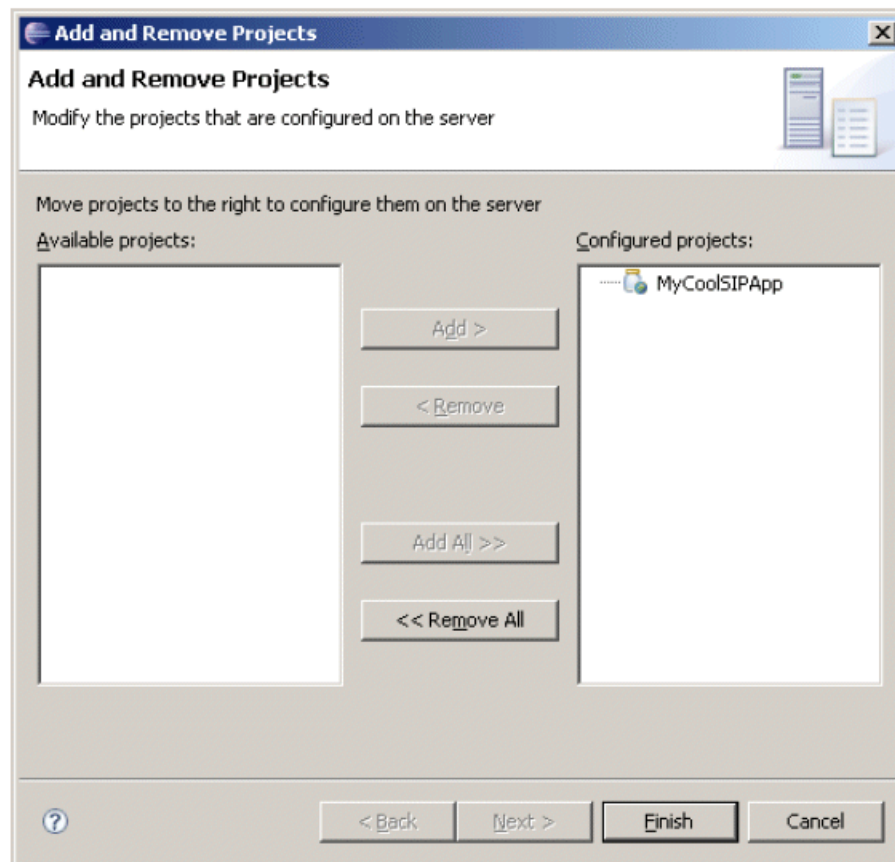 Add and Remove Projects
Add and Remove Projects
Modify the projects that are configured on the server
Move projects to the right to configure them on the server
Available projects:
Configured projects:
MyCoolSIPApp
Add >
< Remove
Add All >>
<< Remove All
?
< Back
Next >
Finish
Cancel